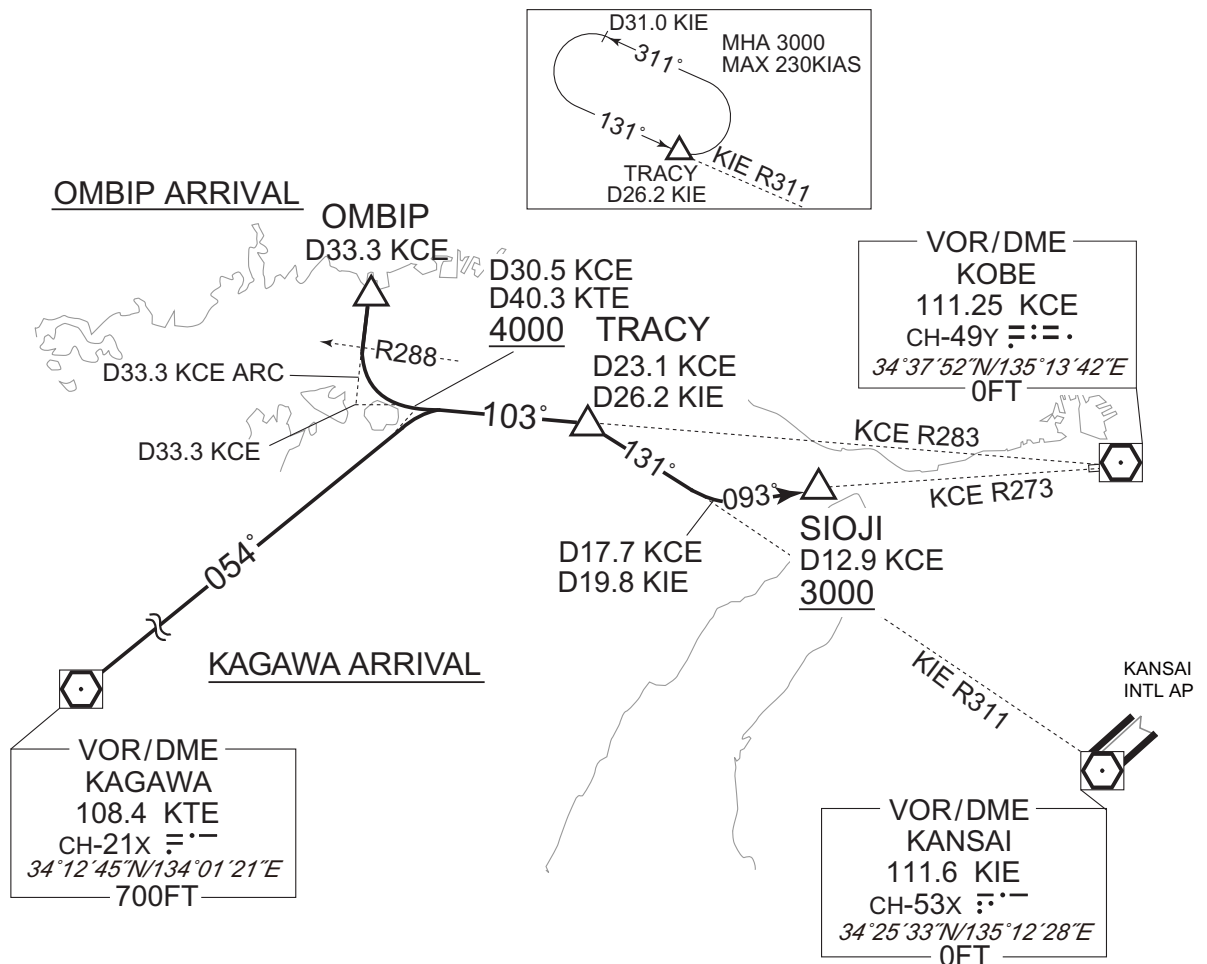 D31.0 KIE
MHA 3000
MAX 230KIAS
311°
131°
TRACY
D26.2 KIE
KIE R311
OMBIP ARRIVAL
OMBIP
D33.3 KCE
D30.5 KCE
D40.3 KTE
4000
TRACY
D23.1 KCE
D26.2 KIE
R288
D33.3 KCE ARC
D33.3 KCE
103°
131°
093°
054°
VOR/DME
KOBE
111.25 KCE
CH-49Y
34°37´52˝N/135°13´42˝E
0FT
KCE R283
KCE R273
SIOJI
D12.9 KCE
3000
D17.7 KCE
D19.8 KIE
KAGAWA ARRIVAL
KIE R311
KANSAI
INTL AP
VOR/DME
KAGAWA
108.4 KTE
CH-21X
34°12´45˝N/134°01´21˝E
700FT
VOR/DME
KANSAI
111.6 KIE
CH-53X
34°25´33˝N/135°12´28˝E
0FT